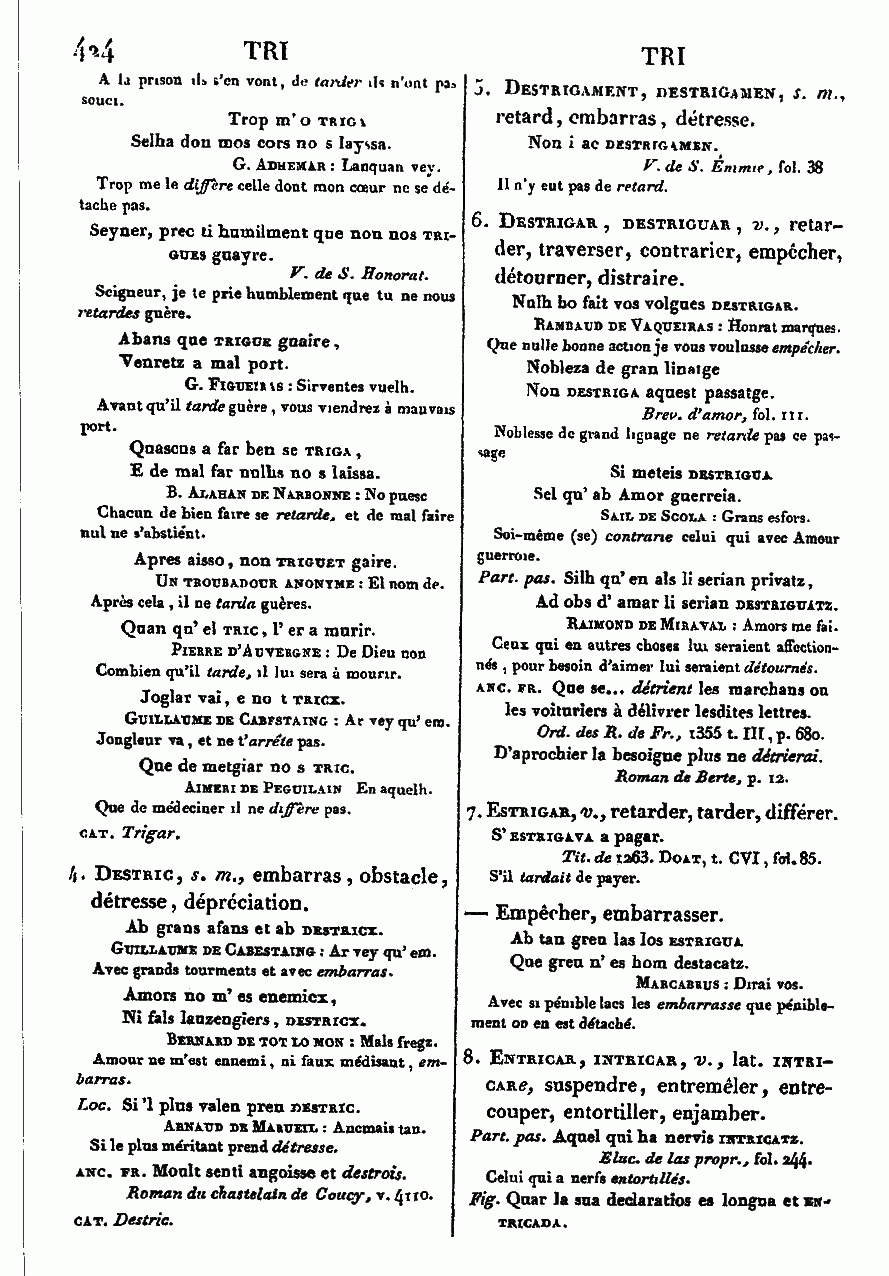 424 TRI
TRI
A la prison ils s'en vont, de tarder ils n'ont pas
souci.
Trop m'o TRIGA
Selha don mos cors no s layssa.
G. ADHEMAR : Lanquan vey.
Trop me le diffère celle dont mon cœur ne se dé-
tache pas.
Seyner, prec ti humilment que non nos TRI-
GUES guayre.
V. de S. Honorat.
Seigneur, je te prie humblement que tu ne nous
retardes guère.
Abans que TRIGUE guaire,
Venretz a mal port.
G. FIGUEIRAS : Sirventes vuelh.
Avant qu'il tarde guère, vous viendrez à mauvais
port.
Quascus a far ben se TRIGA,
E de mal far nulhs no s laissa.
B. ALAHAN DE NARBONNE : No puesc
Chacun de bien faire se retarde, et de mal faire
nul ne s'abstient.
Apres aisso, non TRIGUET gaire.
UN TROUBADOUR ANONYME : El nom de.
Après cela, il ne tarda guères.
Quan qu'el TRIC, l'er a murir.
PIERRE D'AUVERGNE : De Dieu non
Combien qu'il tarde, il lui sera à mourir.
Joglar vai, e no t TRICX.
GUILLAUME DE CABESTAING : Ar vey qu'em.
Jongleur va, et ne t'arrête pas.
Que de metgiar no s TRIC.
AIMERI DE PEGUILAIN En aquelh.
Que de médeciner il ne diffère pas.
CAT. Trigar.
4. DESTRIC, s. m., embarras, obstacle,
détresse, dépréciation.
Ab grans afans et ab DESTRICX.
GUILLAUME DE CABESTAING : Ar vey qu'em.
Avec grands tourments et avec embarras.
Amors no m'es enemicx,
Ni fals lauzengiers, DESTRICX.
BERNARD DE TOT LO MON : Mals fregz.
Amour ne m'est ennemi, ni faux médisant, em-
barras.
Loc. Si'l plus valen pren DESTRIC.
ARNAUD DE MARUEIL : Ancmais tan.
Si le plus méritant prend détresse.
ANC. FR. Moult senti angoisse et destrois.
Roman du chastelain de Coucy, v. 4110.
CAT. Destric.
5. DESTRIGAMENT, DESTRIGAMEN, s. m.,
retard, embarras, détresse.
Non i ac DESTRIGAMEN.
V. de S. Énimie, fol. 38
Il n'y eut pas de retard.
6. DESTRIGAR, DESTRIGUAR, v., retar-
der, traverser, contrarier, empêcher,
détourner, distraire.
Nulh bo fait vos volgues DESTRIGAR.
RAMBAUD DE VAQUEIRAS : Honrat marques.
Que nulle bonne action je vous voulusse empêcher.
Nobleza de gran linatge
Non DESTRIGA aquest passatge.
Brev. d'amor, fol. 111.
Noblesse de grand lignage ne retarde pas ce pas-
sage
Si meteis DESTRIGUA
Sel qu'ab Amor guerreia.
SAIL DE SCOLA : Grans esfors.
Soi-même (se) contrarie celui qui avec Amour
guerroie.
Part. pas. Silh qu'en als li serian privatz,
Ad obs d'amar li serian DESTRIGUATZ.
RAIMOND DE MIRAVAL : Amors me fai.
Ceux qui en autres choses lui seraient affection-
nés, pour besoin d'aimer lui seraient détournés.
ANC. FR. Que se... détrient les marchans ou
les voituriers à délivrer lesdites lettres.
Ord. des R. de Fr., 1355 t. III, p. 680.
D'aprochier la besoigne plus ne détrierai.
Roman de Berte, p. 12.
7. ESTRIGAR, v., retarder, tarder, différer.
S'ESTRIGAVA a pagar.
Tit. de 1263. DOAT, t. CVI, fol. 85.
S'il tardait de payer.
— Empêcher, embarrasser.
Ab tan greu las los ESTRIGUA
Que greu n'es hom destacatz.
MARCABRUS : Dirai vos.
Avec si pénible lacs les embarrasse que pénible-
ment on en est détaché.
8. ENTRICAR, INTRICAR, v., lat. INTRI-
CARe, suspendre, entremêler, entre-
couper, entortiller, enjamber.
Part. pas. Aquel qui ha nervis INTRICATZ.
Eluc. de las propr., fol. 244.
Celui qui a nerfs entortillés.
Fig. Quar la sua declaratios es longua et EN-
TRICADA.